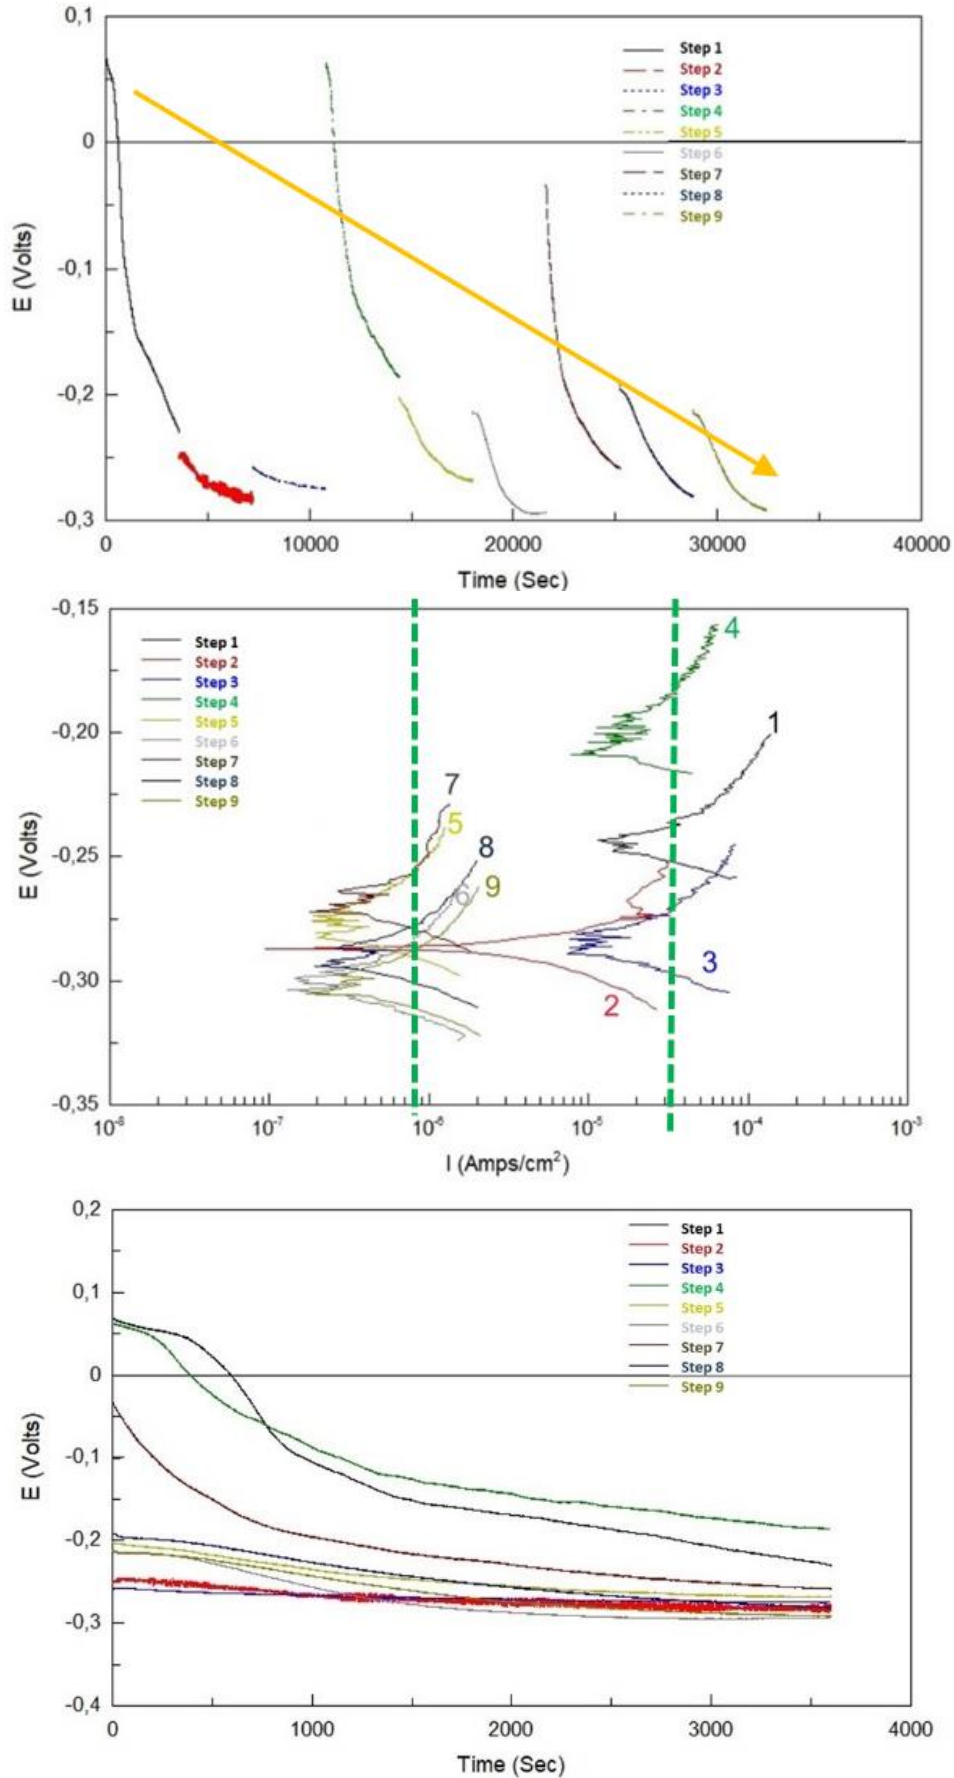 0,1
0
-0,1
-0,2
-0,3
E (Volts)
Step 1
Step 2
Step 3
Step 4
Step 5
Step 6
Step 7
Step 8
Step 9
0 10000 20000 30000 40000
Time (Sec)
-0,15
-0,20
-0,25
-0,30
-0,35
E (Volts)
Step 1
Step 2
Step 3
Step 4
Step 5
Step 6
Step 7
Step 8
Step 9
4
1
7
5
8
6
9
3
2
10⁻⁸ 10⁻⁷ 10⁻⁶ 10⁻⁵ 10⁻⁴ 10⁻³
I (Amps/cm²)
0,2
0,1
0
-0,1
-0,2
-0,3
-0,4
E (Volts)
Step 1
Step 2
Step 3
Step 4
Step 5
Step 6
Step 7
Step 8
Step 9
0 1000 2000 3000 4000
Time (Sec)